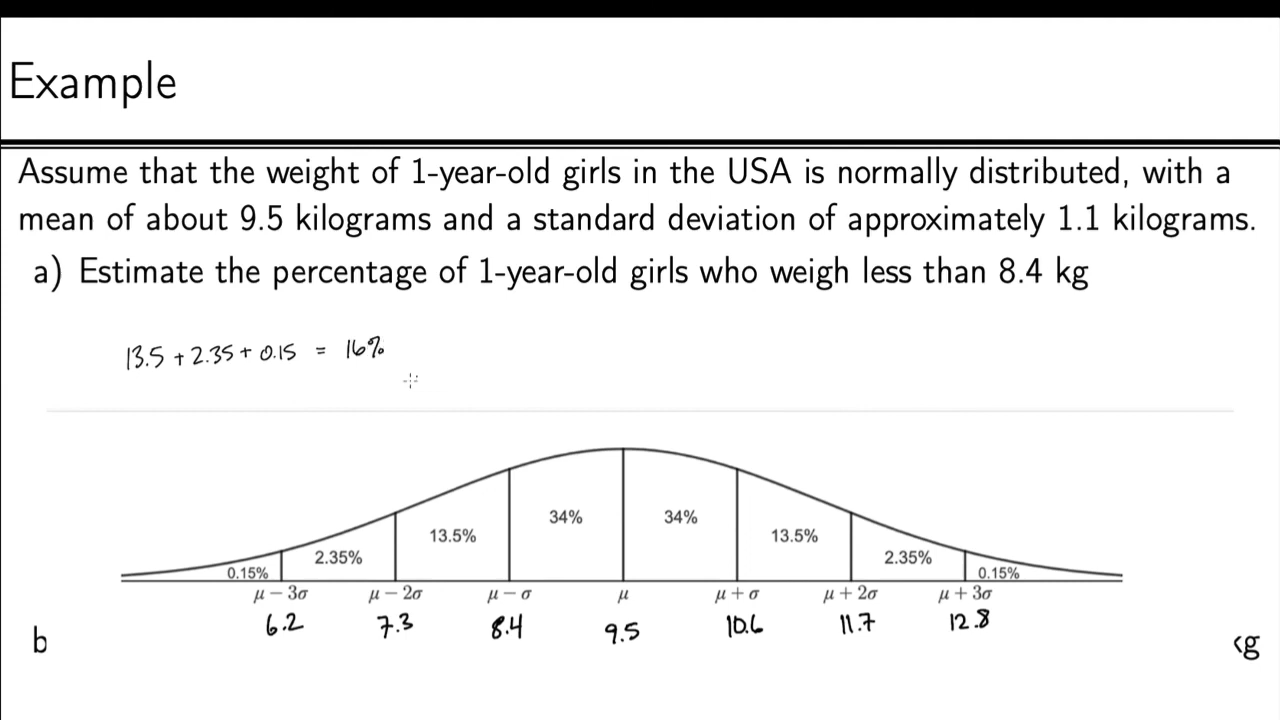 Example
Assume that the weight of 1-year-old girls in the USA is normally distributed, with a
mean of about 9.5 kilograms and a standard deviation of approximately 1.1 kilograms.
a) Estimate the percentage of 1-year-old girls who weigh less than 8.4 kg
13.5 + 2.35 + 0.15 = 16%
34% 34%
13.5% 13.5%
2.35% 2.35%
0.15% 0.15%
μ − 3σ μ − 2σ μ − σ μ μ + σ μ + 2σ μ + 3σ
6.2 7.3 8.4 9.5 10.6 11.7 12.8
b g